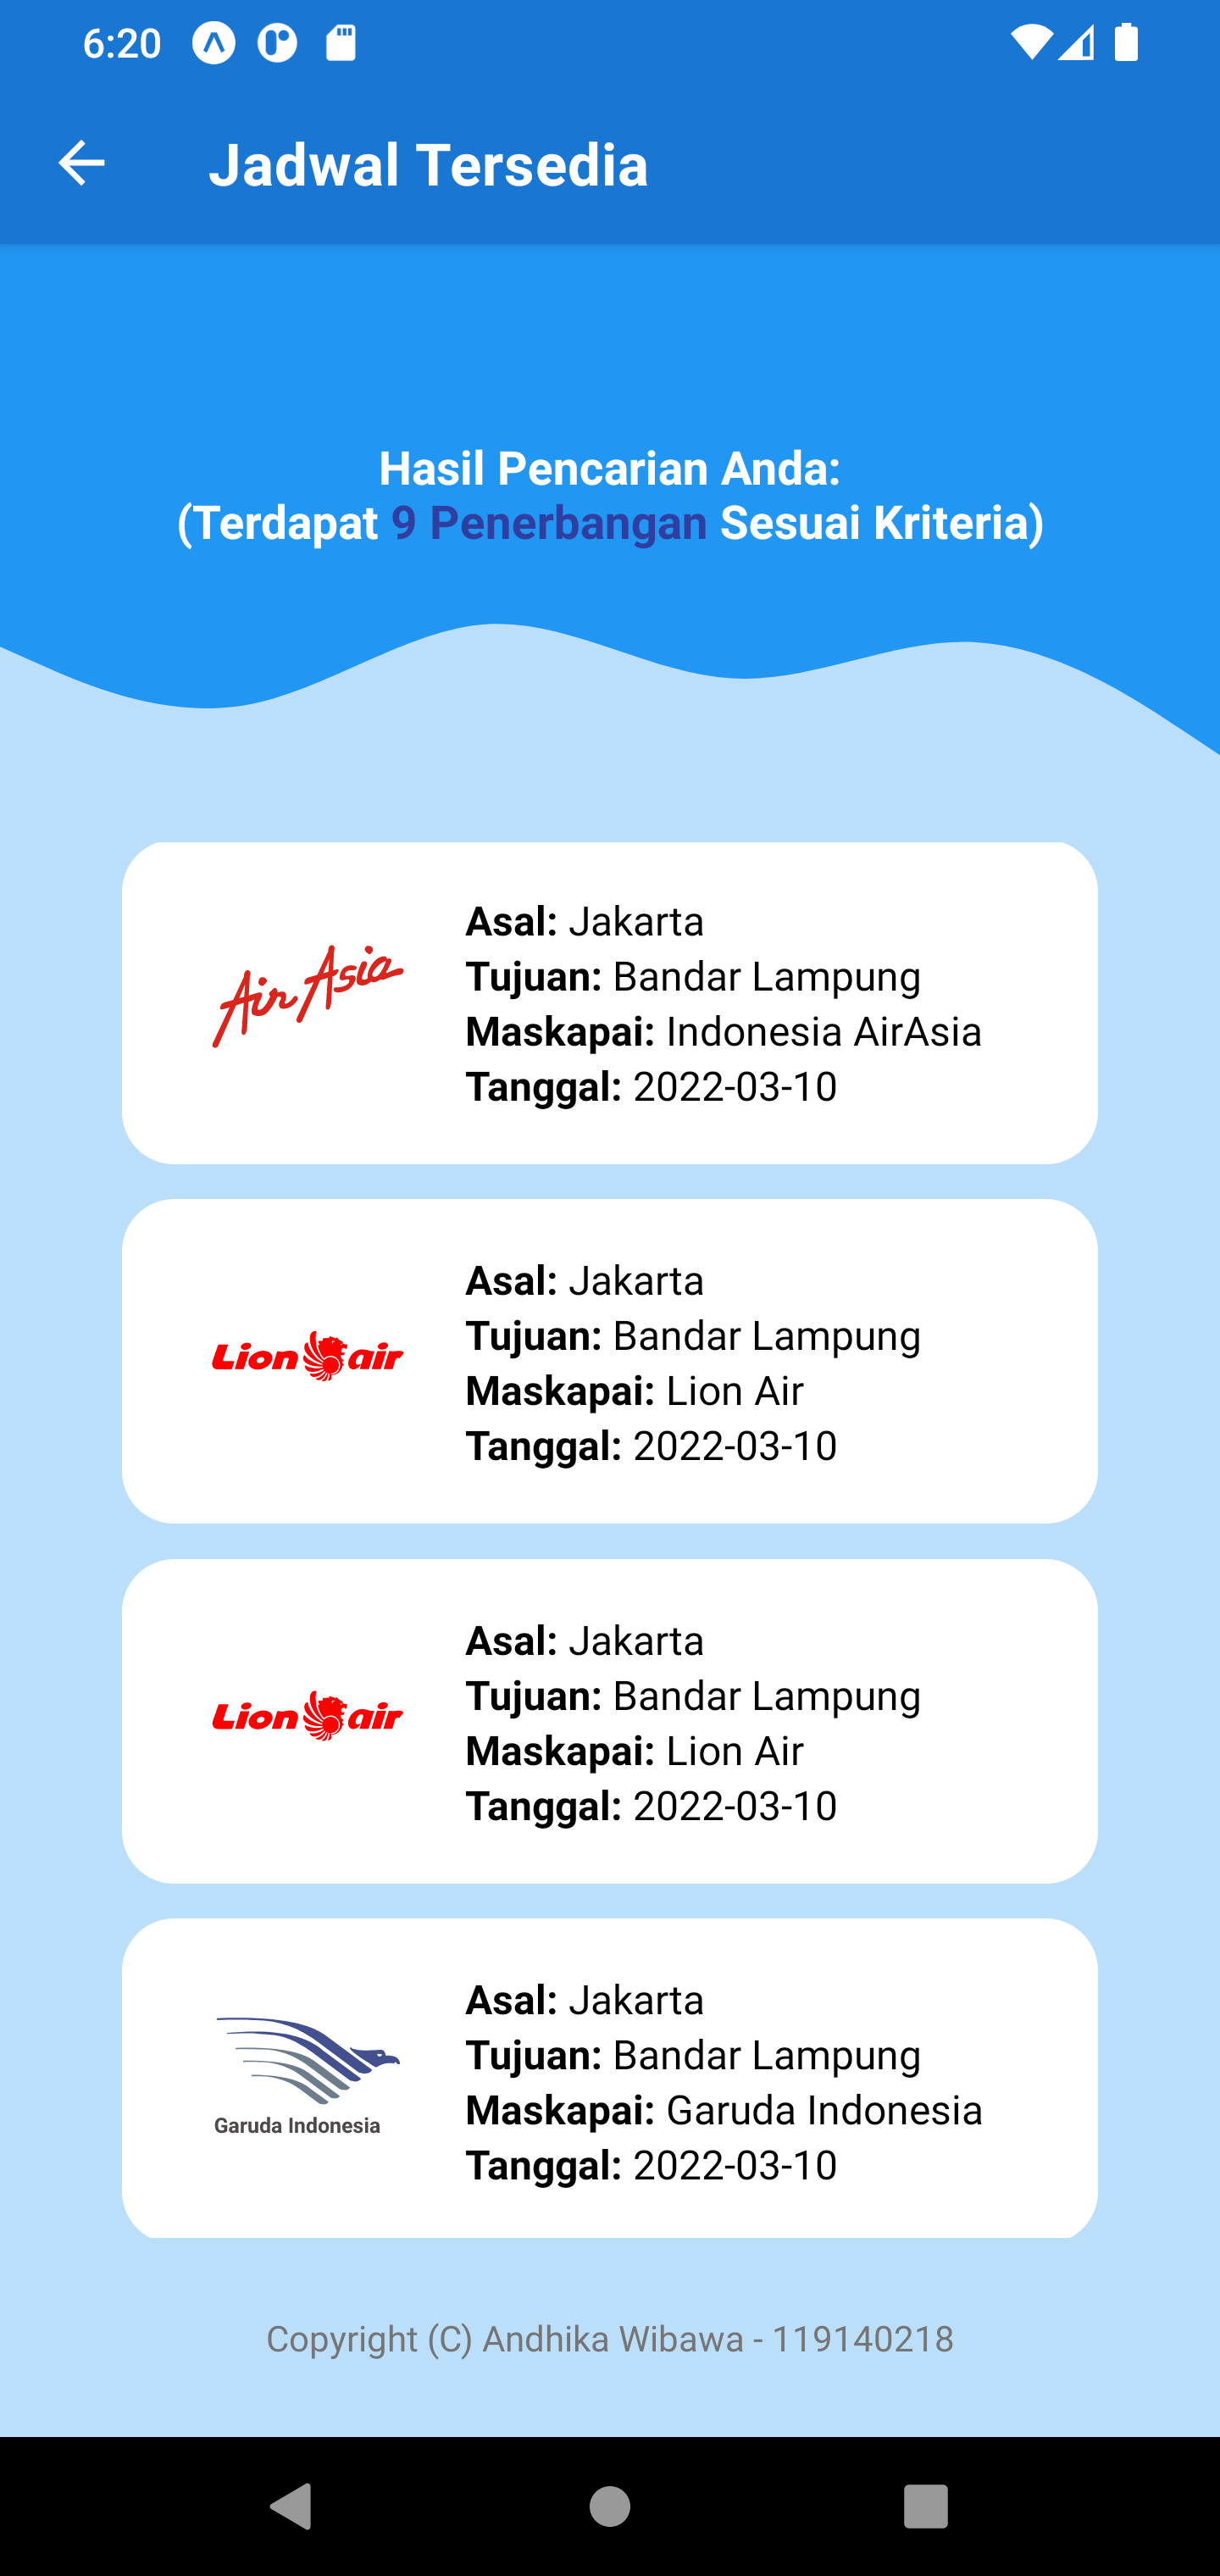 6:20
Jadwal Tersedia
Hasil Pencarian Anda:
(Terdapat 9 Penerbangan Sesuai Kriteria)
Air Asia
Asal: Jakarta
Tujuan: Bandar Lampung
Maskapai: Indonesia AirAsia
Tanggal: 2022-03-10
Lion air
Asal: Jakarta
Tujuan: Bandar Lampung
Maskapai: Lion Air
Tanggal: 2022-03-10
Lion air
Asal: Jakarta
Tujuan: Bandar Lampung
Maskapai: Lion Air
Tanggal: 2022-03-10
Garuda Indonesia
Asal: Jakarta
Tujuan: Bandar Lampung
Maskapai: Garuda Indonesia
Tanggal: 2022-03-10
Copyright (C) Andhika Wibawa - 119140218